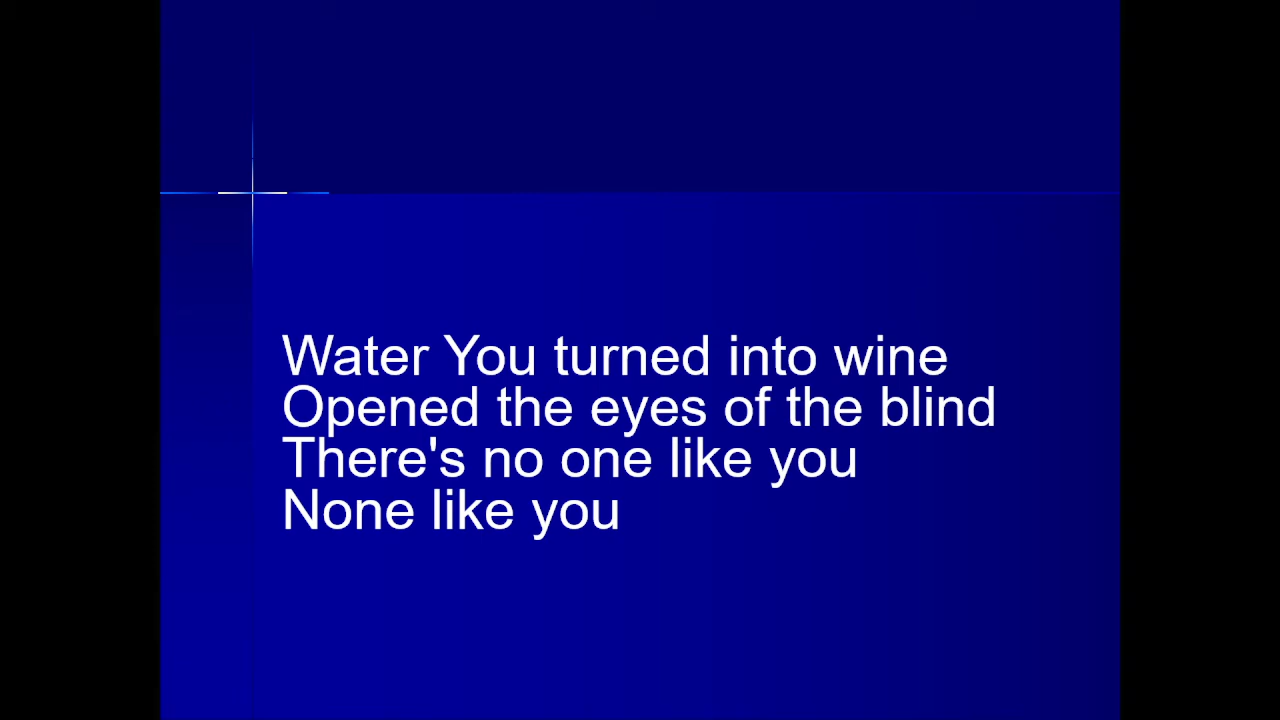 Water You turned into wine
Opened the eyes of the blind
There's no one like you
None like you